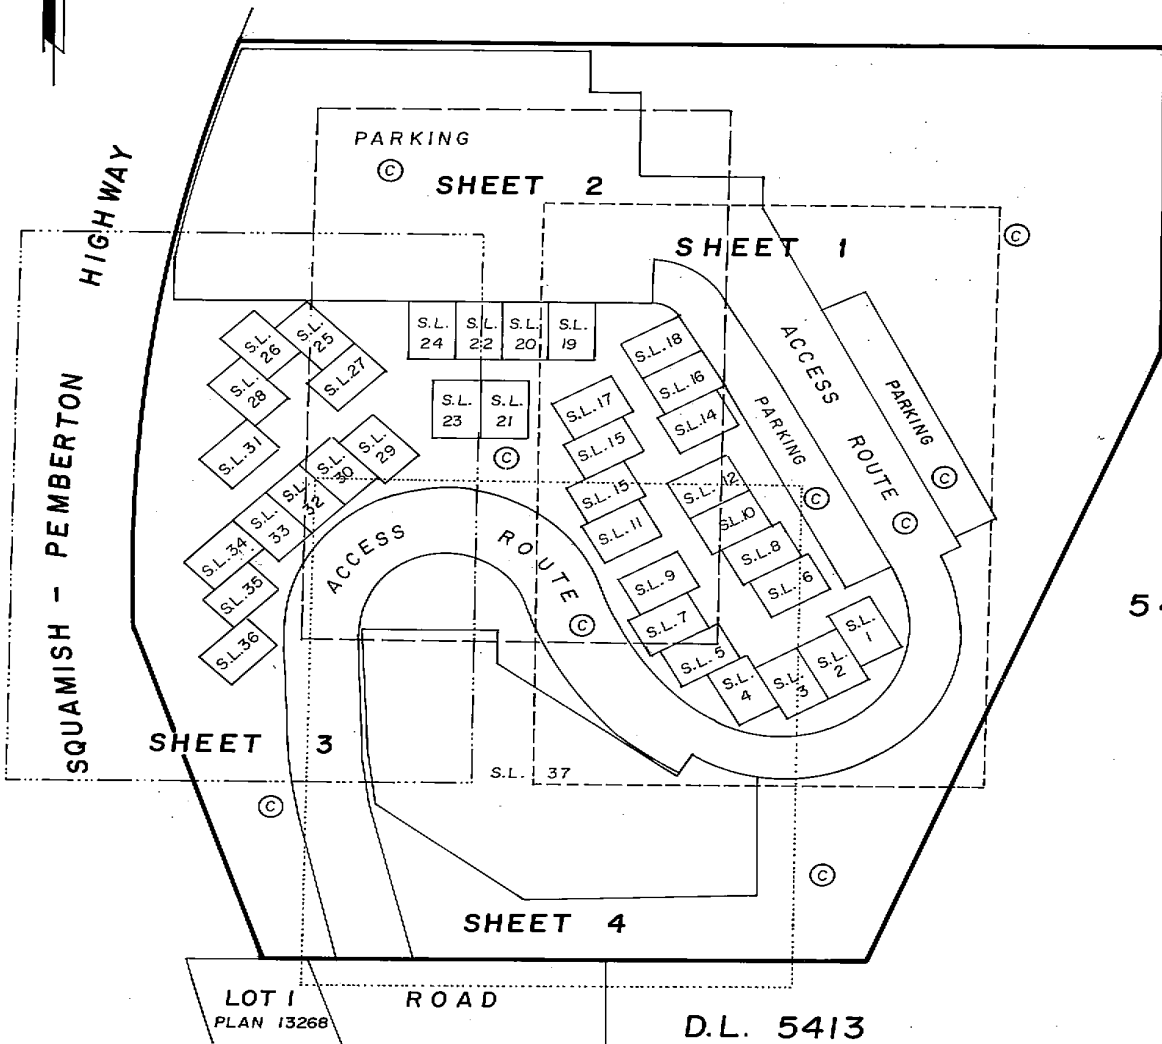 PARKING
C
SHEET 2
HIGHWAY
C
SHEET 1
S.L. 26
S.L. 25
S.L. 24
S.L. 22
S.L. 20
S.L. 19
S.L. 18
ACCESS ROUTE
C
S.L. 28
S.L. 27
S.L. 16
PARKING
C
S.L. 23
S.L. 21
S.L. 17
S.L. 14
PARKING
C
S.L. 31
S.L. 30
S.L. 29
C
S.L. 15
S.L. 15
S.L. 12
S.L. 34
S.L. 33
S.L. 32
S.L. 11
S.L. 10
S.L. 35
S.L. 9
S.L. 8
S.L. 36
ACCESS ROUTE
C
S.L. 7
S.L. 6
S.L. 5
S.L. 4
S.L. 3
S.L. 2
S.L. 1
SQUAMISH - PEMBERTON
SHEET 3
S.L. 37
C
C
SHEET 4
LOT 1
PLAN 13268
ROAD
D.L. 5413